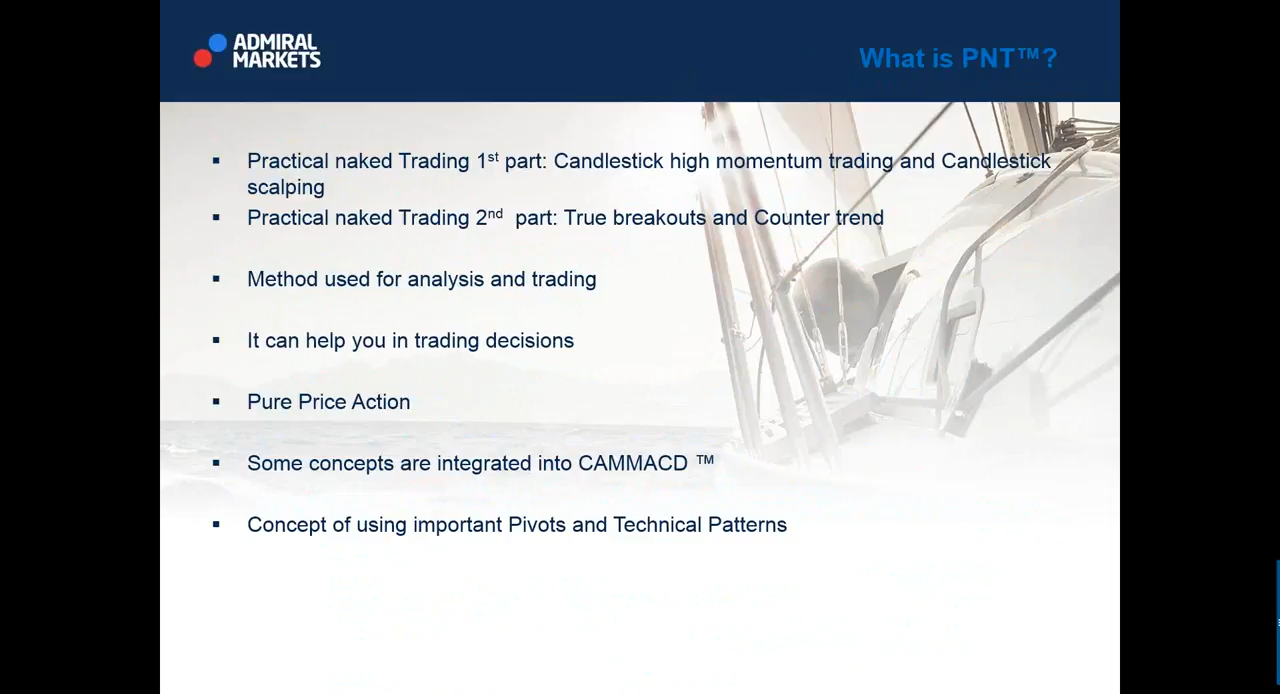 ADMIRAL
MARKETS
What is PNT™?
▪ Practical naked Trading 1st part: Candlestick high momentum trading and Candlestick
scalping
▪ Practical naked Trading 2nd part: True breakouts and Counter trend
▪ Method used for analysis and trading
▪ It can help you in trading decisions
▪ Pure Price Action
▪ Some concepts are integrated into CAMMACD ™
▪ Concept of using important Pivots and Technical Patterns